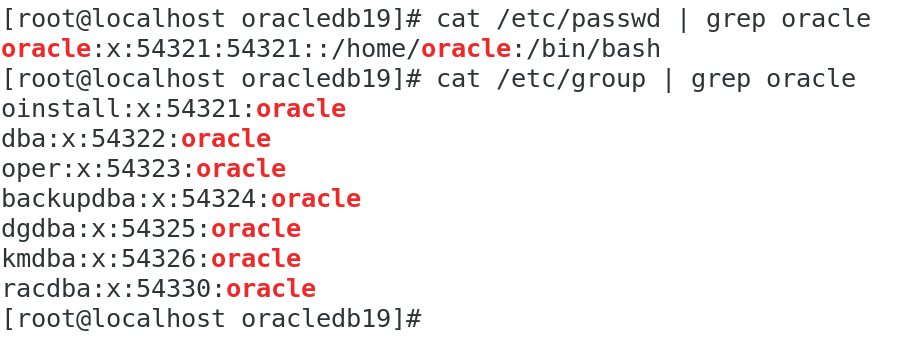 [root@localhost oracledb19]# cat /etc/passwd | grep oracle
oracle:x:54321:54321::/home/oracle:/bin/bash
[root@localhost oracledb19]# cat /etc/group | grep oracle
oinstall:x:54321:oracle
dba:x:54322:oracle
oper:x:54323:oracle
backupdba:x:54324:oracle
dgdba:x:54325:oracle
kmdba:x:54326:oracle
racdba:x:54330:oracle
[root@localhost oracledb19]#